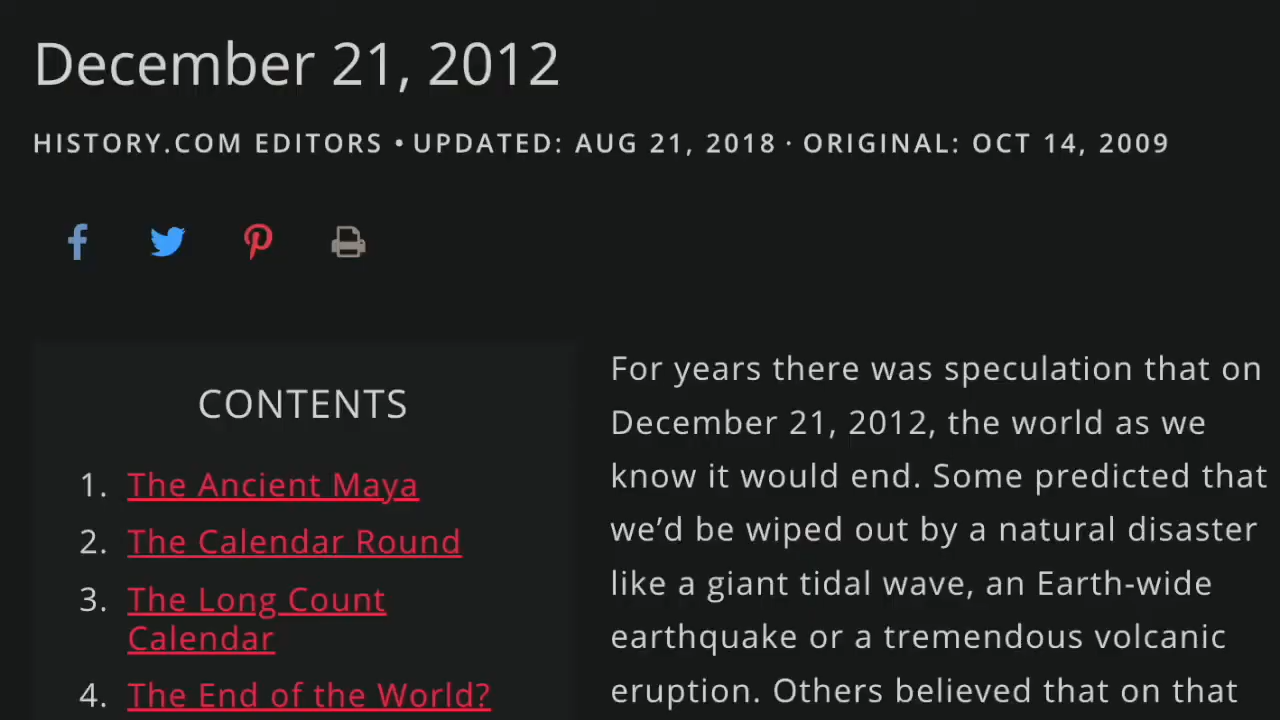 December 21, 2012
HISTORY.COM EDITORS • UPDATED: AUG 21, 2018 · ORIGINAL: OCT 14, 2009
CONTENTS
1. The Ancient Maya
2. The Calendar Round
3. The Long Count
Calendar
4. The End of the World?
For years there was speculation that on
December 21, 2012, the world as we
know it would end. Some predicted that
we’d be wiped out by a natural disaster
like a giant tidal wave, an Earth-wide
earthquake or a tremendous volcanic
eruption. Others believed that on that